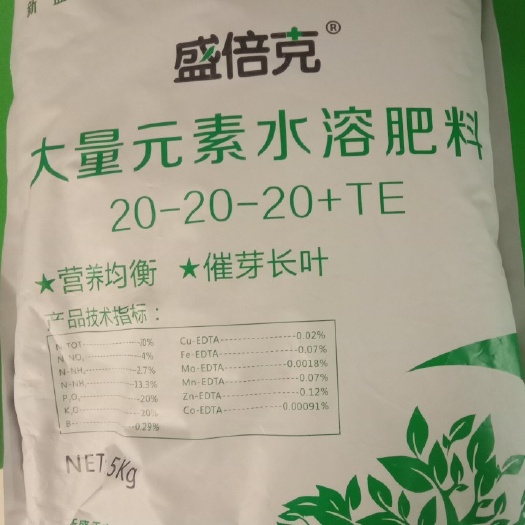 盛倍克®
大量元素水溶肥料
20-20-20+TE
★营养均衡 ★催芽长叶
产品技术指标：
N-TOT 20%
N-NO₃ 4%
N-NH₄ 2.7%
N-NH₂ 13.3%
P₂O₅ 20%
K₂O 20%
B 0.29%
Cu-EDTA 0.02%
Fe-EDTA 0.07%
Mo-EDTA 0.0018%
Mn-EDTA 0.07%
Zn-EDTA 0.12%
Co-EDTA 0.00091%
NET:5Kg